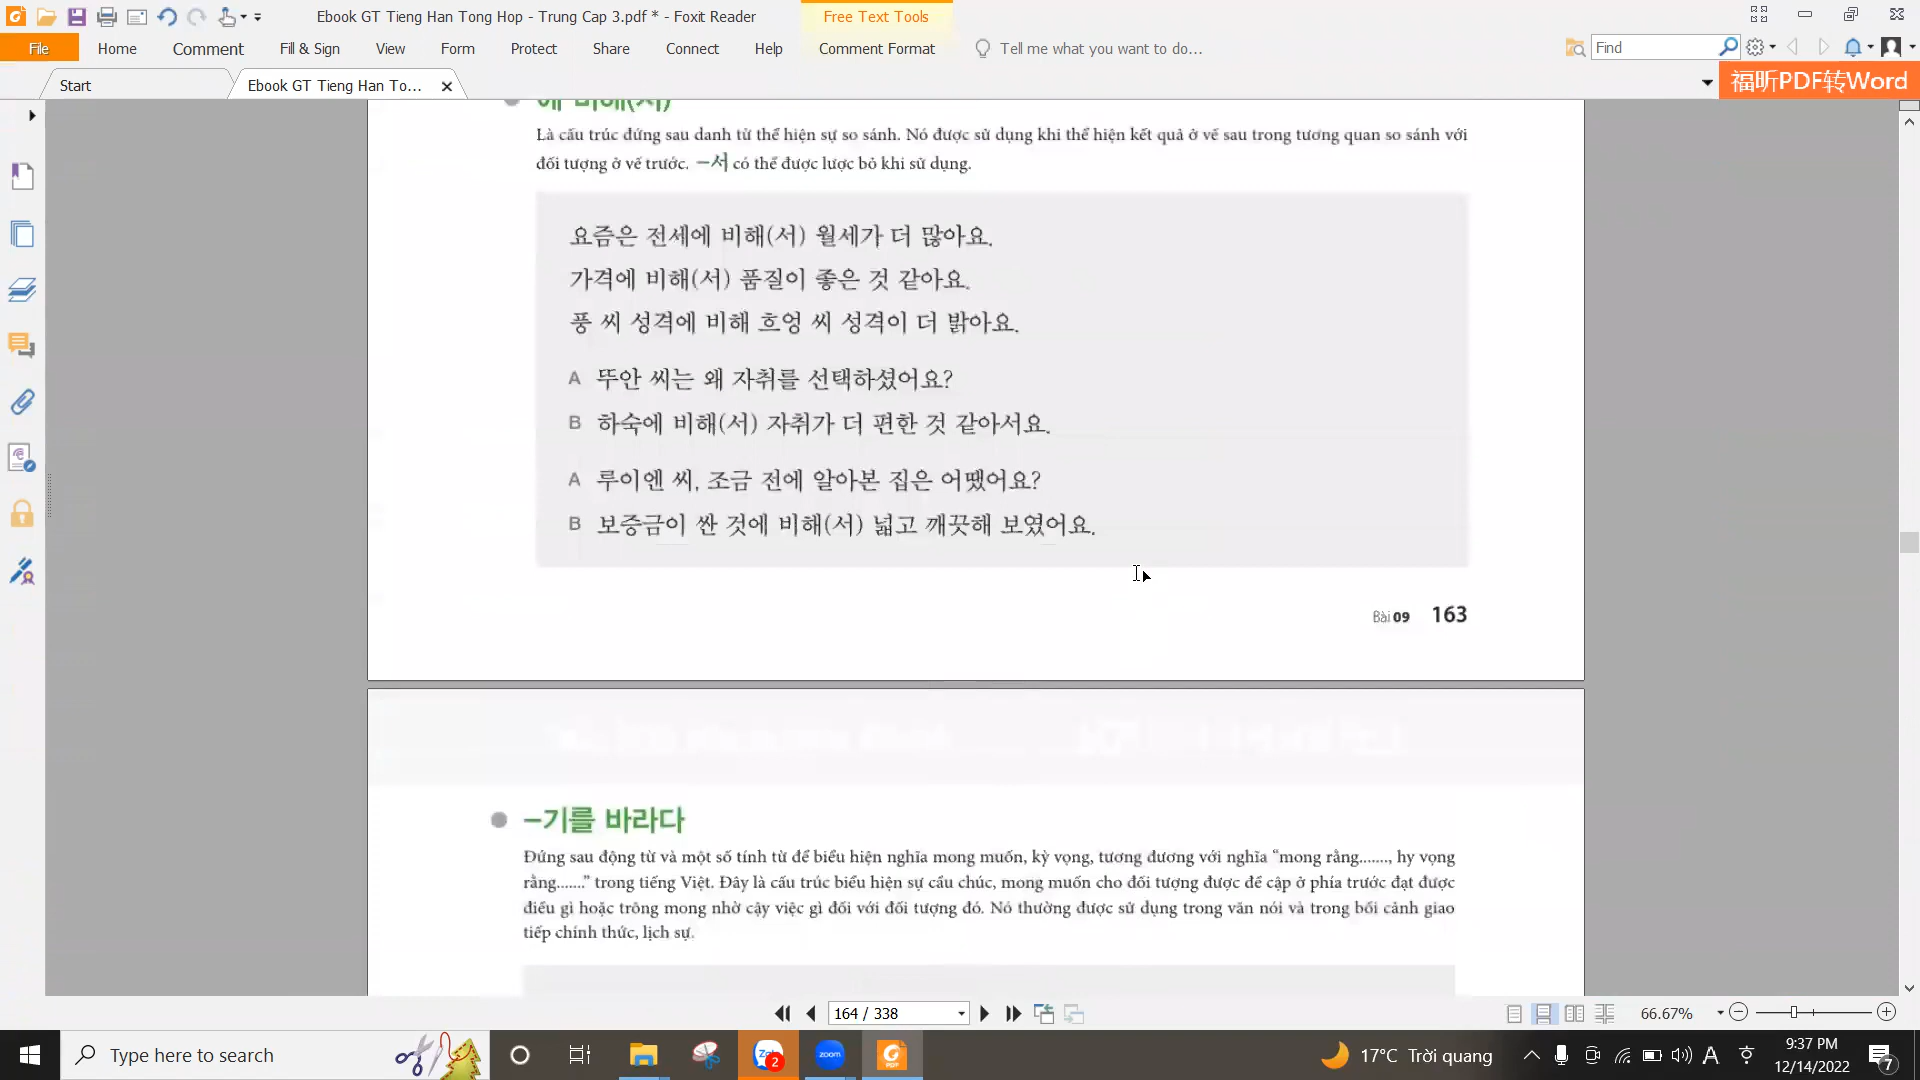 Ebook GT Tieng Han Tong Hop - Trung Cap 3.pdf * - Foxit Reader
Free Text Tools
File Home Comment Fill & Sign View Form Protect Share Connect Help Comment Format Tell me what you want to do... Find
Start Ebook GT Tieng Han To...
福昕PDF转Word
에 비해(서)
Là cấu trúc đứng sau danh từ thể hiện sự so sánh. Nó được sử dụng khi thể hiện kết quả ở vế sau trong tương quan so sánh với
đối tượng ở vế trước. –서 có thể được lược bỏ khi sử dụng.
요즘은 전세에 비해(서) 월세가 더 많아요.
가격에 비해(서) 품질이 좋은 것 같아요.
풍 씨 성격에 비해 흐엉 씨 성격이 더 밝아요.
A 뚜안 씨는 왜 자취를 선택하셨어요?
B 하숙에 비해(서) 자취가 더 편한 것 같아서요.
A 루이엔 씨, 조금 전에 알아본 집은 어땠어요?
B 보증금이 싼 것에 비해(서) 넓고 깨끗해 보였어요.
Bài 09 163
–기를 바라다
Đứng sau động từ và một số tính từ để biểu hiện nghĩa mong muốn, kỳ vọng, tương đương với nghĩa “mong rằng......., hy vọng
rằng.......” trong tiếng Việt. Đây là cấu trúc biểu hiện sự cầu chúc, mong muốn cho đối tượng được đề cập ở phía trước đạt được
điều gì hoặc trông mong nhờ cậy việc gì đối với đối tượng đó. Nó thường được sử dụng trong văn nói và trong bối cảnh giao
tiếp chính thức, lịch sự.
164 / 338
66.67%
Type here to search
2
zoom
17°C Trời quang
A
9:37 PM
12/14/2022
7